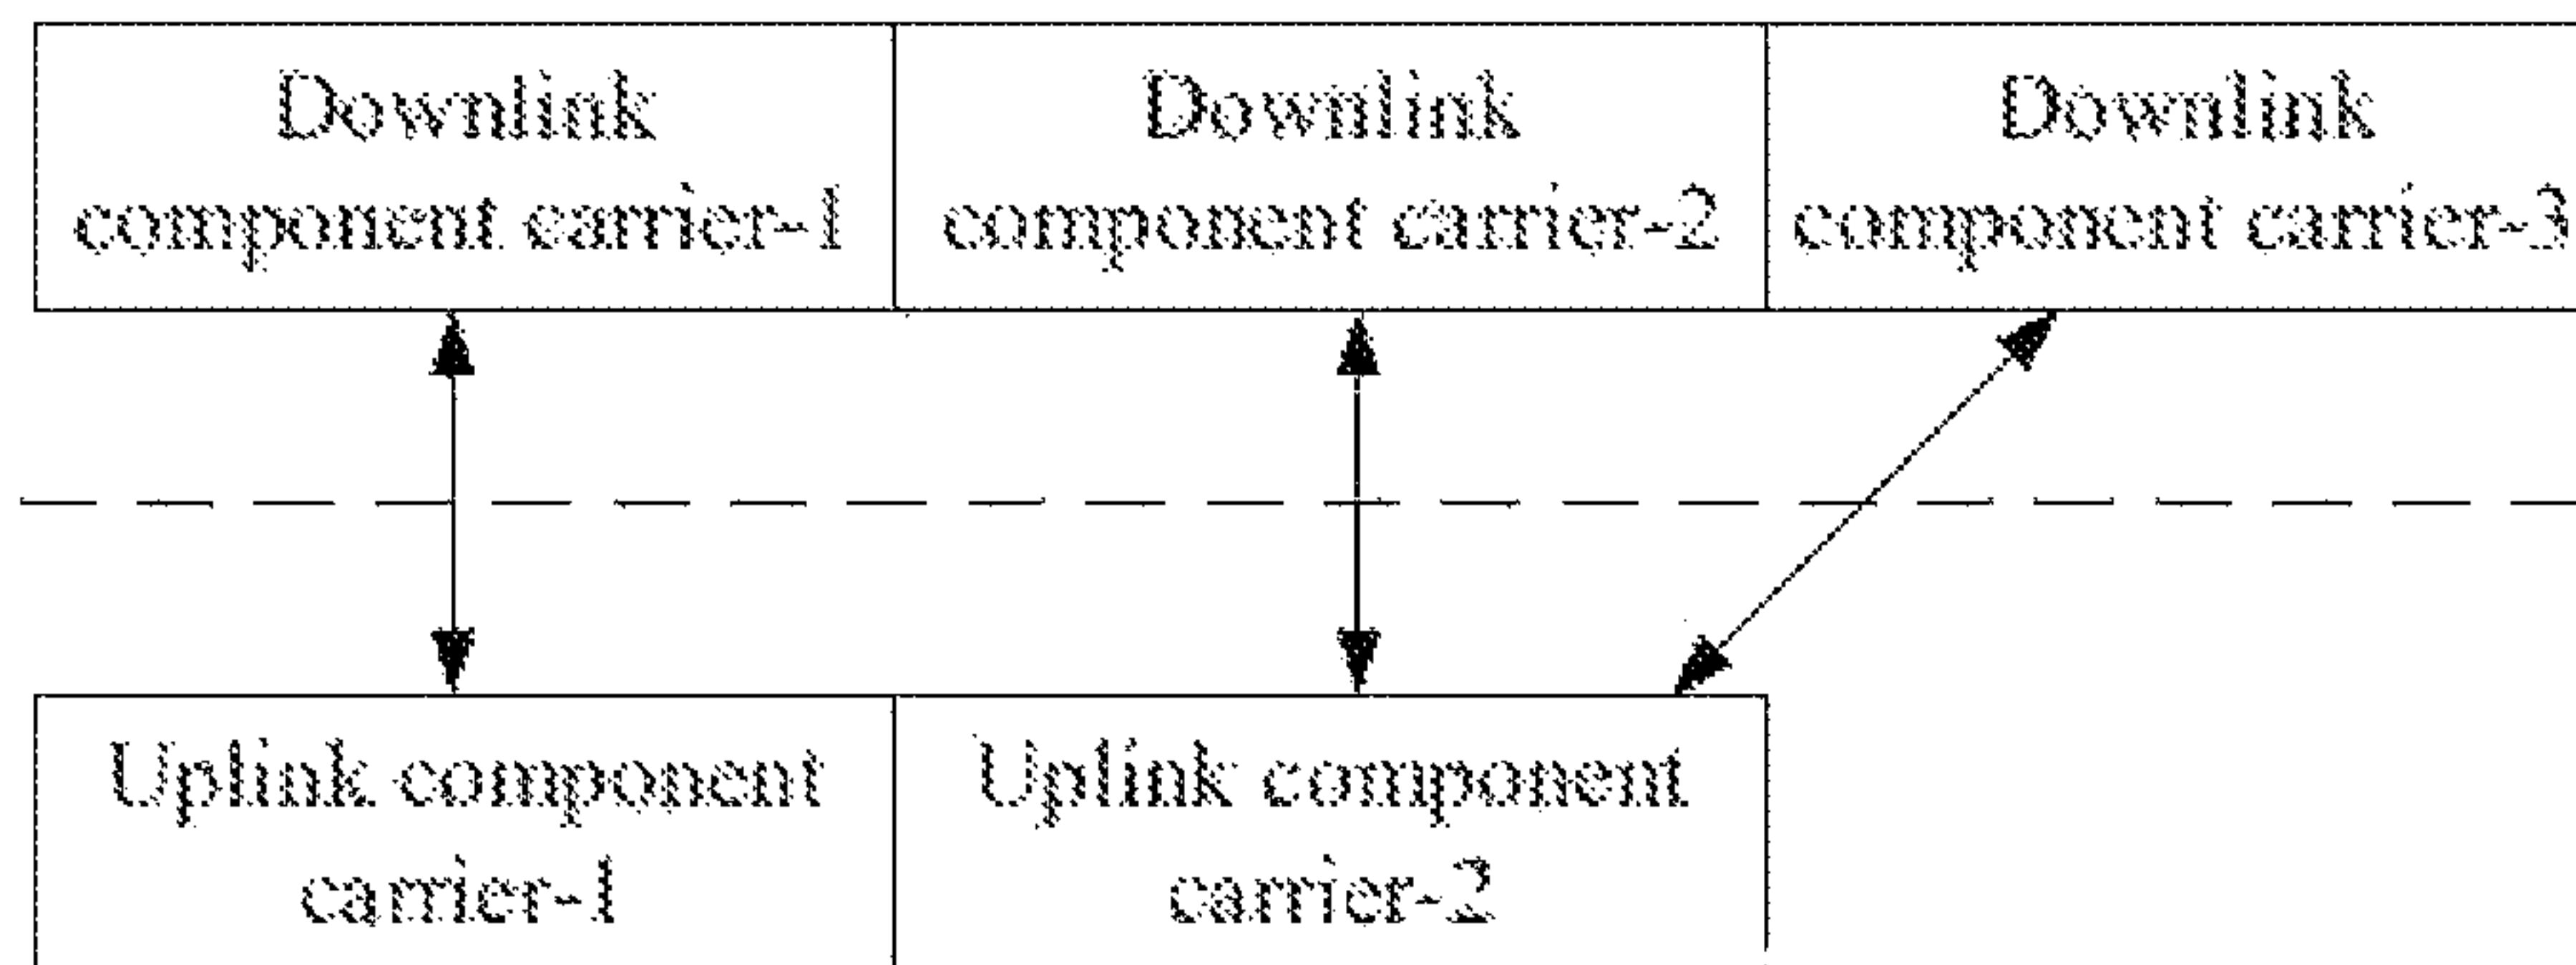 Downlink
component carrier-1
Downlink
component carrier-2
Downlink
component carrier-3
Uplink component
carrier-1
Uplink component
carrier-2